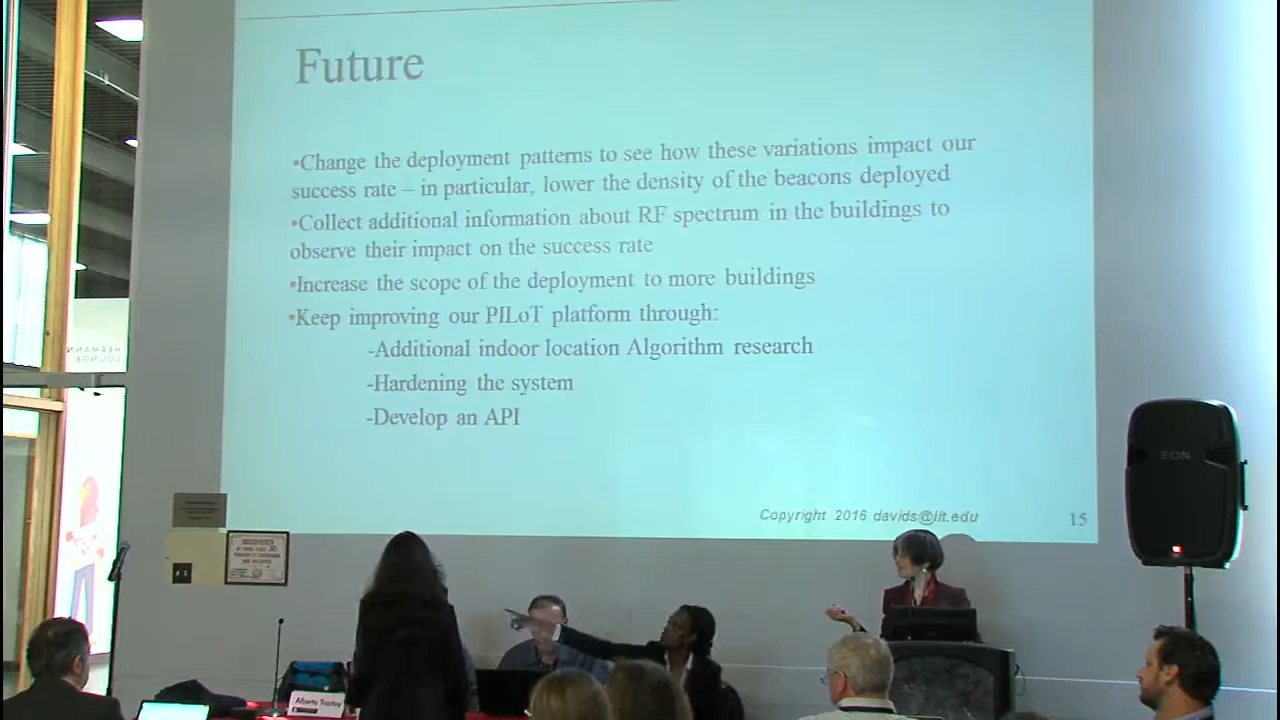 Future
•Change the deployment patterns to see how these variations impact our
success rate – in particular, lower the density of the beacons deployed
•Collect additional information about RF spectrum in the buildings to
observe their impact on the success rate
•Increase the scope of the deployment to more buildings
•Keep improving our PILoT platform through:
-Additional indoor location Algorithm research
-Hardening the system
-Develop an API
Copyright 2016 davids@iit.edu
15
HERMANN
LOUNGE
EON